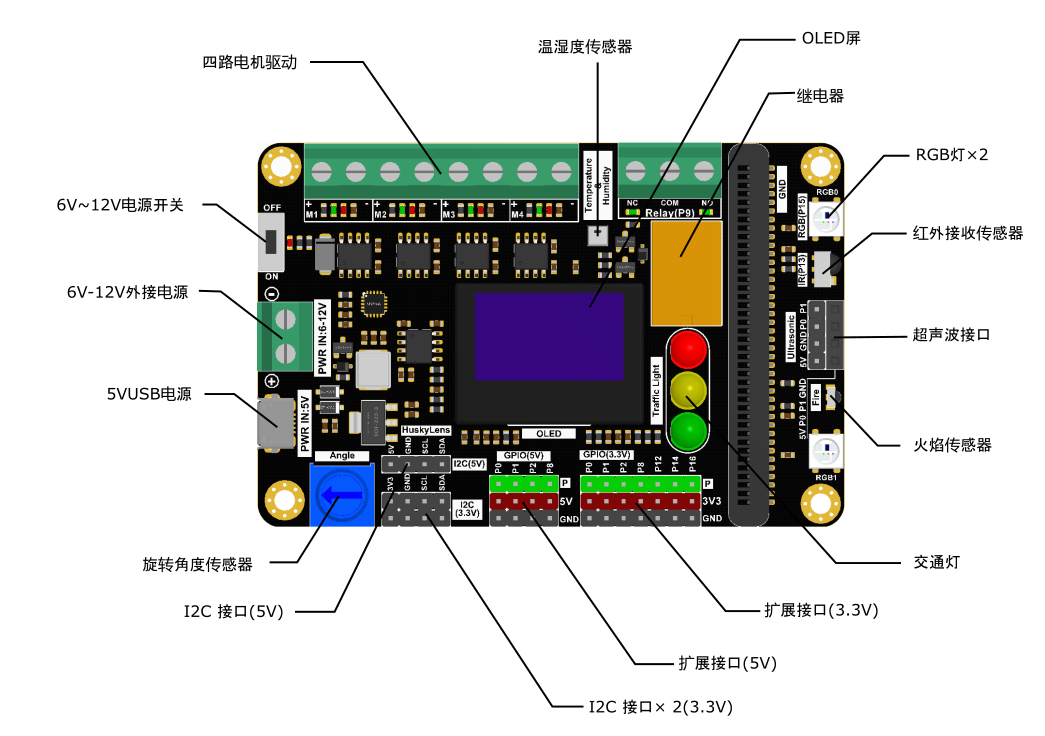 OLED屏
温湿度传感器
四路电机驱动
继电器
RGB灯×2
6V~12V电源开关
红外接收传感器
6V-12V外接电源
超声波接口
5VUSB电源
火焰传感器
旋转角度传感器
交通灯
I2C 接口(5V)
扩展接口(3.3V)
扩展接口(5V)
I2C 接口× 2(3.3V)
OFF
ON
+ M1 -
+ M2 -
+ M3 -
+ M4 -
Temperature
Humidity
NC COM NO
Relay(P9)
GND
RGB0
RGB(P15)
IR(P13)
Ultrasonic
5V GND P0 P1
Fire
5V P0 P1 GND
RGB1
PWR IN:6-12V
PWR IN:5V
Traffic Light
OLED
HuskyLens
5V GND SCL SDA
I2C(5V)
3V3 GND SCL SDA
I2C
(3.3V)
Angle
GPIO(5V)
P0 P1 P2 P8
P
5V
GND
GPIO(3.3V)
P0 P1 P2 P8 P12 P14 P16
P
3V3
GND